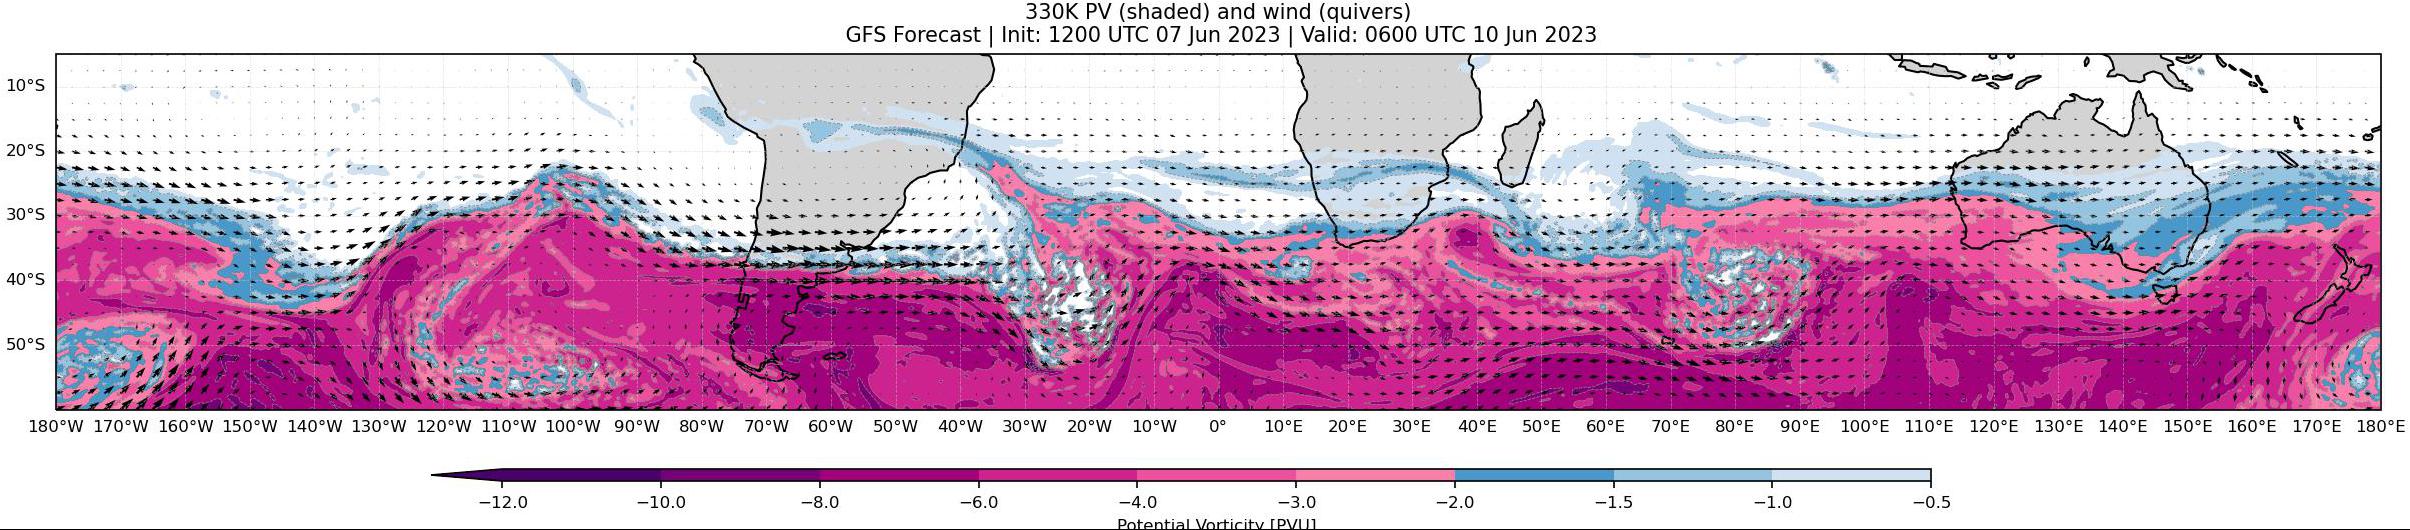 330K PV (shaded) and wind (quivers)
GFS Forecast | Init: 1200 UTC 07 Jun 2023 | Valid: 0600 UTC 10 Jun 2023
10°S
20°S
30°S
40°S
50°S
180°W 170°W 160°W 150°W 140°W 130°W 120°W 110°W 100°W 90°W 80°W 70°W 60°W 50°W 40°W 30°W 20°W 10°W 0° 10°E 20°E 30°E 40°E 50°E 60°E 70°E 80°E 90°E 100°E 110°E 120°E 130°E 140°E 150°E 160°E 170°E 180°E
−12.0 −10.0 −8.0 −6.0 −4.0 −3.0 −2.0 −1.5 −1.0 −0.5
Potential Vorticity [PVU]